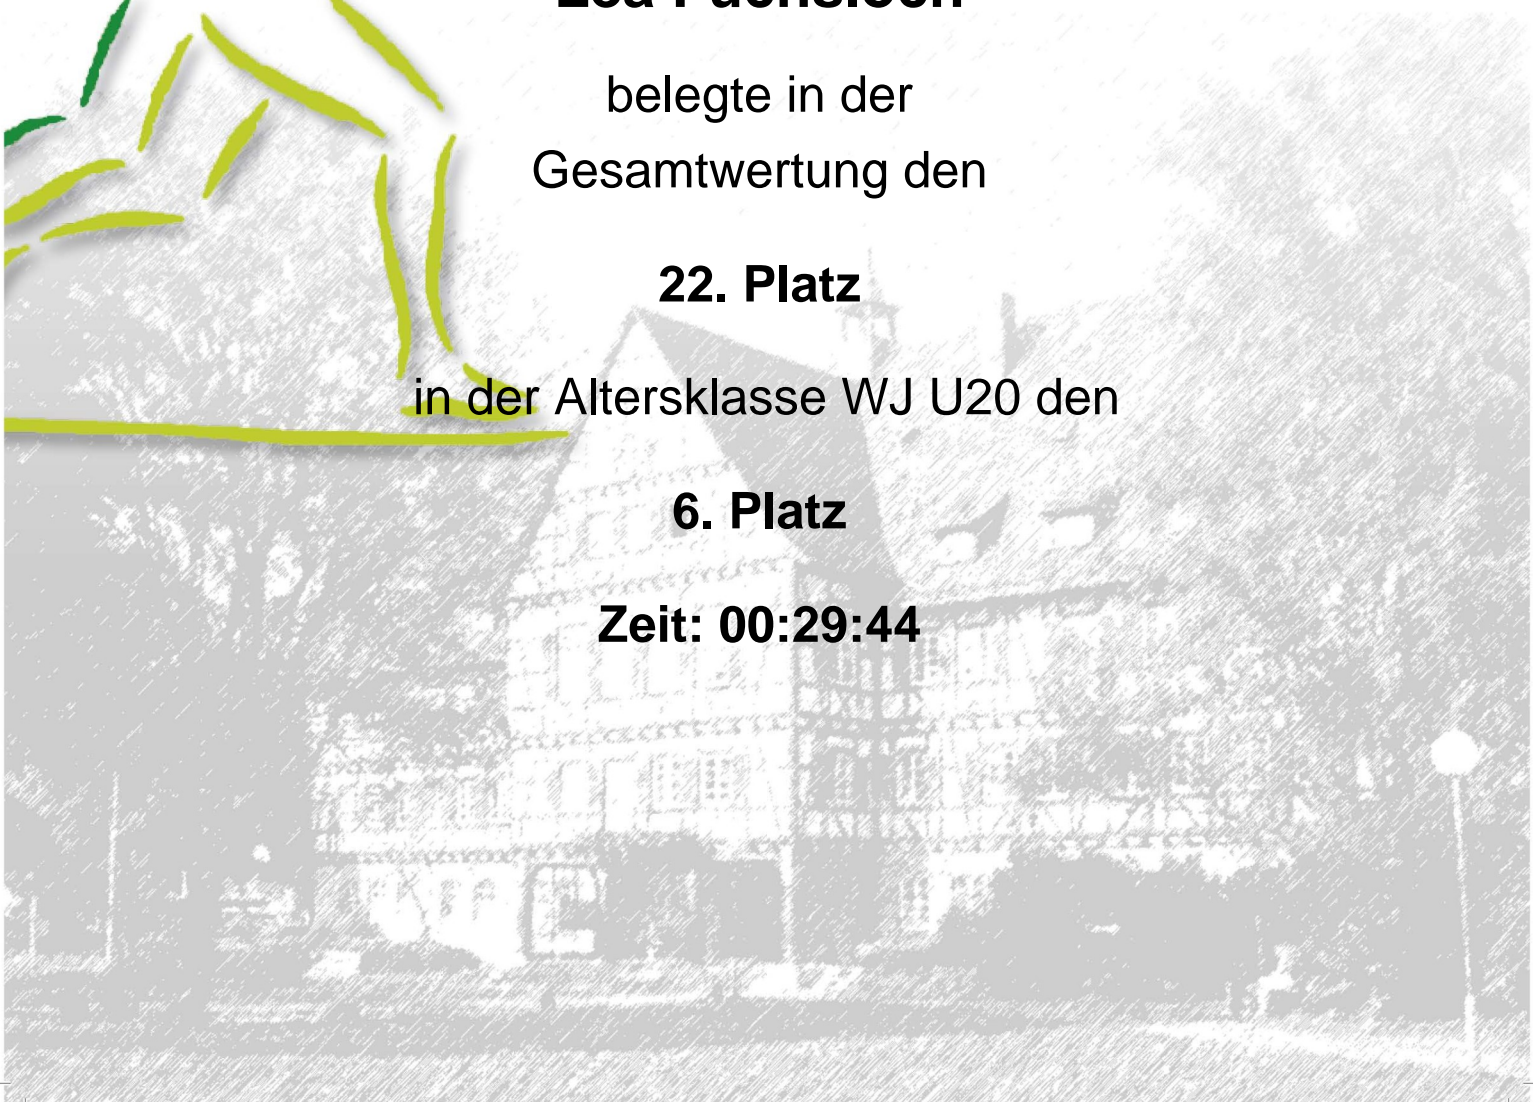 belegte in der
Gesamtwertung den
22. Platz
in der Altersklasse WJ U20 den
6. Platz
Zeit: 00:29:44